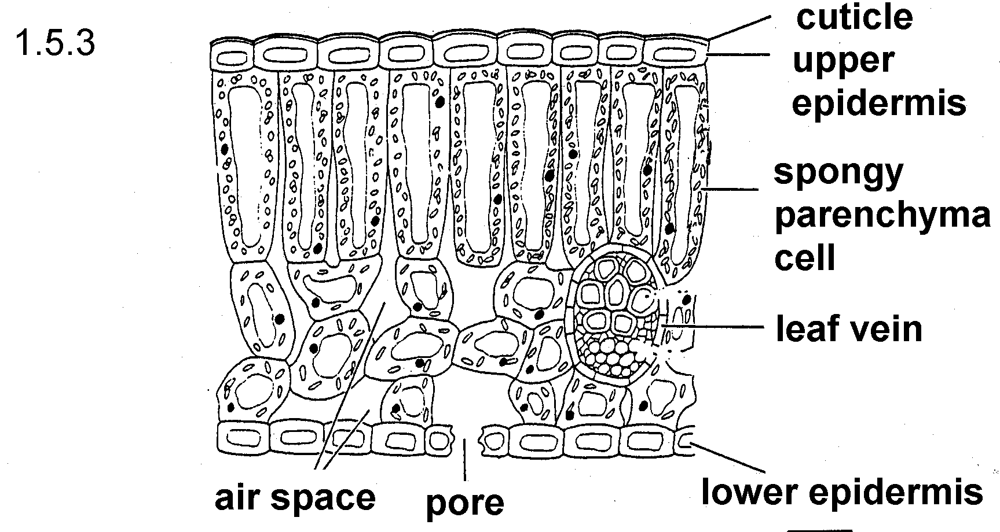 1.5.3
cuticle
upper
epidermis
spongy
parenchyma
cell
leaf vein
lower epidermis
air space
pore